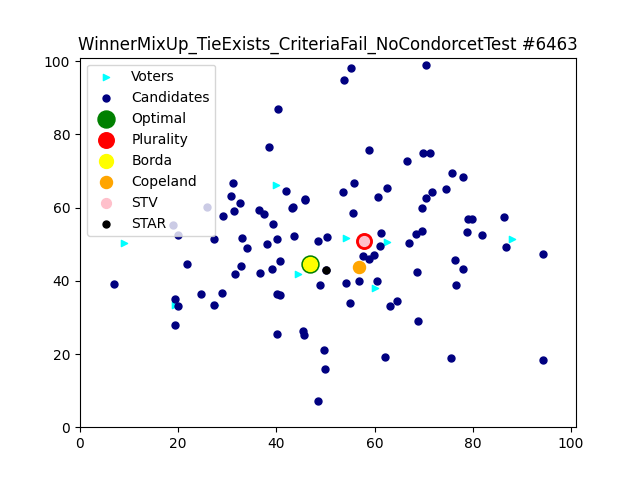 WinnerMixUp_TieExists_CriteriaFail_NoCondorcetTest #6463
Voters
Candidates
Optimal
Plurality
Borda
Copeland
STV
STAR
100
80
60
40
20
0
0 20 40 60 80 100